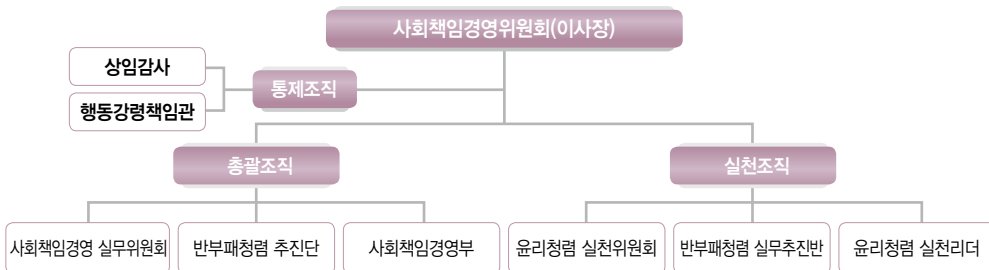 사회책임경영위원회(이사장)
상임감사
통제조직
행동강령책임관
총괄조직
실천조직
사회책임경영 실무위원회
반부패청렴 추진단
사회책임경영부
윤리청렴 실천위원회
반부패청렴 실무추진반
윤리청렴 실천리더